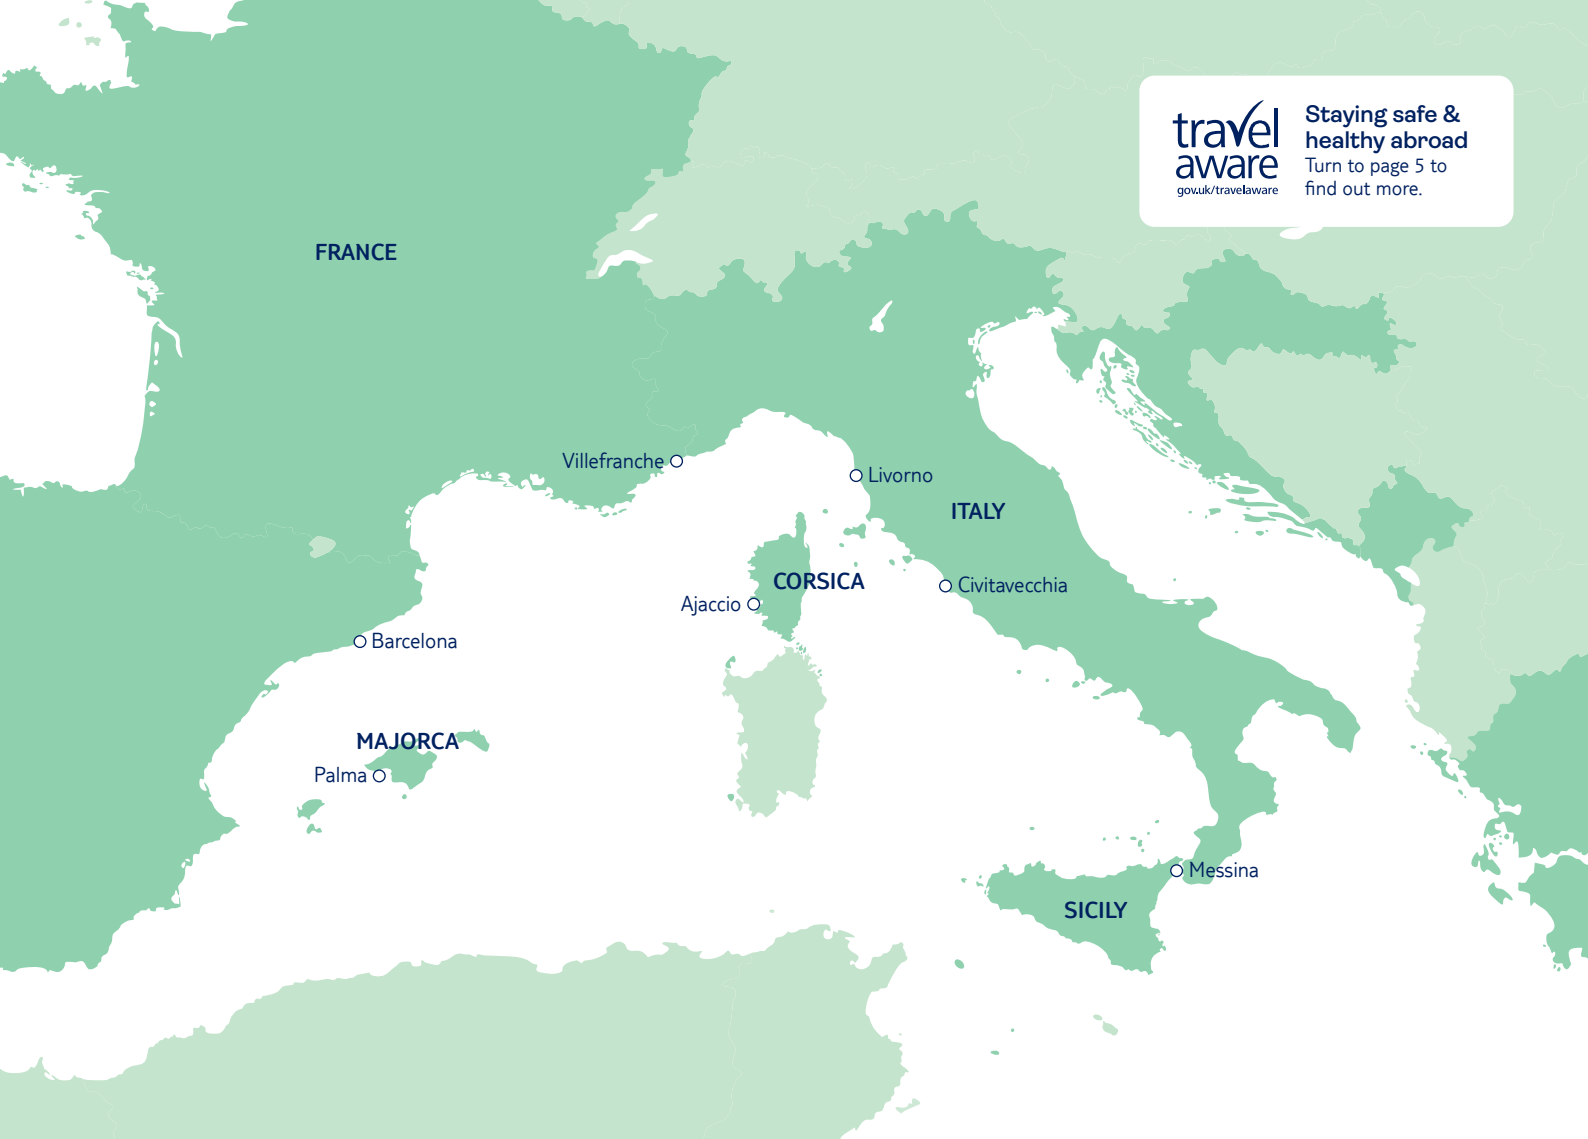 travel
aware
gov.uk/travelaware
Staying safe &
healthy abroad
Turn to page 5 to
find out more.
FRANCE
Villefranche
Livorno
ITALY
CORSICA
Civitavecchia
Ajaccio
Barcelona
MAJORCA
Palma
Messina
SICILY